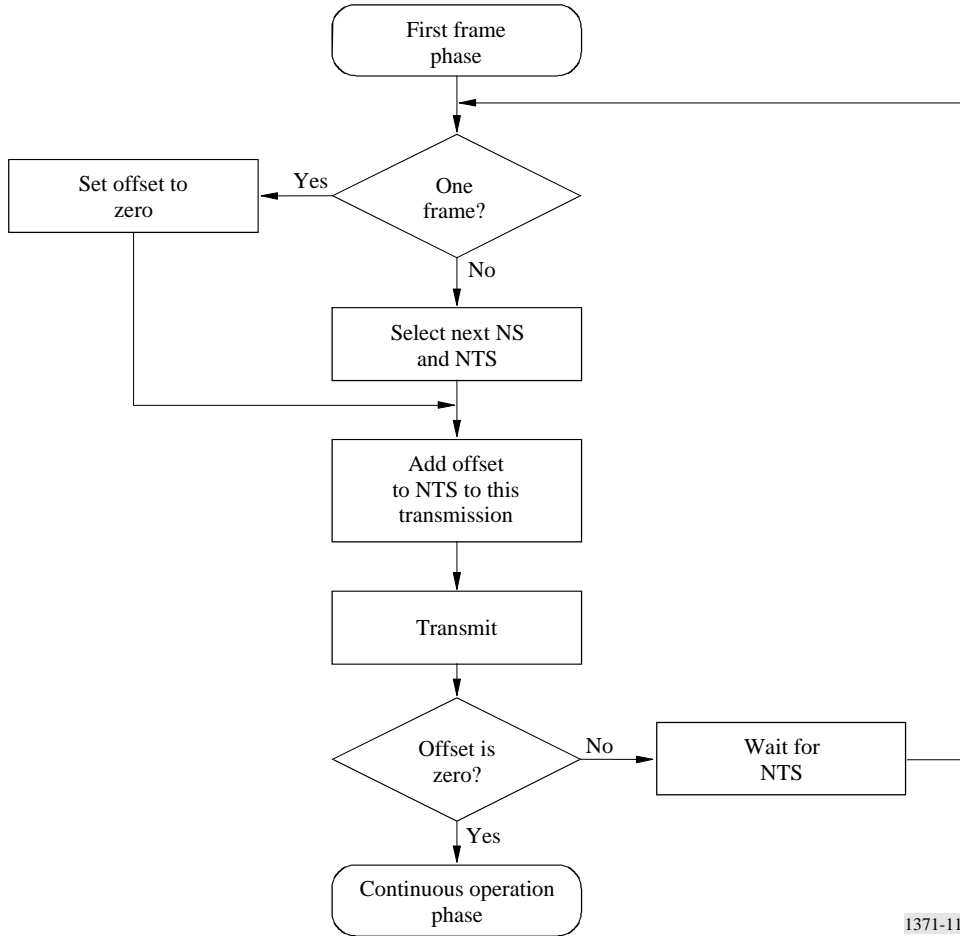 First frame
phase
Set offset to
zero
Yes
One
frame?
No
Select next NS
and NTS
Add offset
to NTS to this
transmission
Transmit
Offset is
zero?
No
Wait for
NTS
Yes
Continuous operation
phase
1371-11